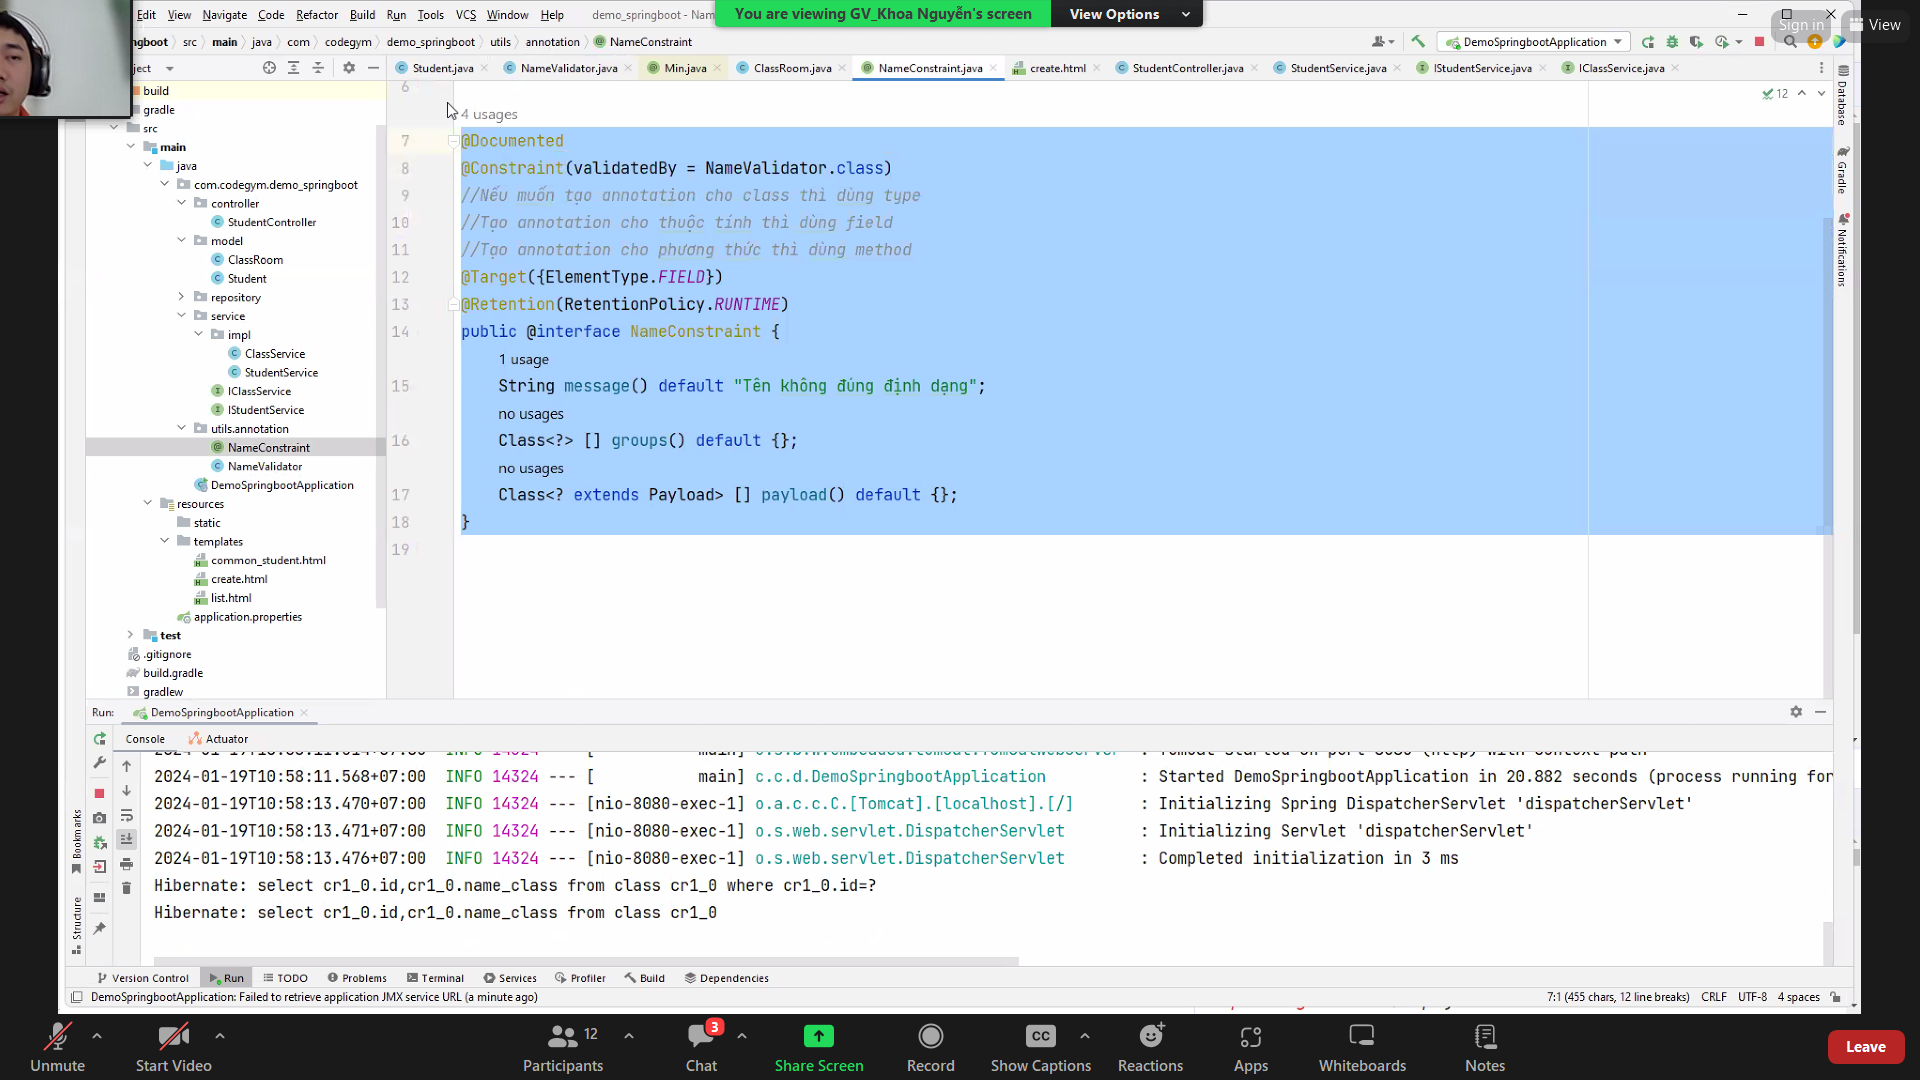 Edit View Navigate Code Refactor Build Run Tools VCS Window Help demo_springboot - Nam
You are viewing GV_Khoa Nguyễn's screen
View Options
Sign in
View
ngboot src main java com codegym demo_springboot utils annotation NameConstraint
DemoSpringbootApplication
ject
Student.java NameValidator.java Min.java ClassRoom.java NameConstraint.java create.html StudentController.java StudentService.java IStudentService.java IClassService.java
build
gradle
src
main
java
com.codegym.demo_springboot
controller
StudentController
model
ClassRoom
Student
repository
service
impl
ClassService
StudentService
IClassService
IStudentService
utils.annotation
NameConstraint
NameValidator
DemoSpringbootApplication
resources
static
templates
common_student.html
create.html
list.html
application.properties
test
.gitignore
build.gradle
gradlew
12
Database
Gradle
Notifications
6
4 usages
7 @Documented
8 @Constraint(validatedBy = NameValidator.class)
9 //Nếu muốn tạo annotation cho class thì dùng type
10 //Tạo annotation cho thuộc tính thì dùng field
11 //Tạo annotation cho phương thức thì dùng method
12 @Target({ElementType.FIELD})
13 @Retention(RetentionPolicy.RUNTIME)
14 public @interface NameConstraint {
1 usage
15 String message() default "Tên không đúng định dạng";
no usages
16 Class<?> [] groups() default {};
no usages
17 Class<? extends Payload> [] payload() default {};
18 }
19
Run: DemoSpringbootApplication
Console Actuator
Bookmarks
Structure
2024-01-19T10:58:11.568+07:00 INFO 14324 --- [ main] c.c.d.DemoSpringbootApplication : Started DemoSpringbootApplication in 20.882 seconds (process running for
2024-01-19T10:58:13.470+07:00 INFO 14324 --- [nio-8080-exec-1] o.a.c.c.C.[Tomcat].[localhost].[/] : Initializing Spring DispatcherServlet 'dispatcherServlet'
2024-01-19T10:58:13.471+07:00 INFO 14324 --- [nio-8080-exec-1] o.s.web.servlet.DispatcherServlet : Initializing Servlet 'dispatcherServlet'
2024-01-19T10:58:13.476+07:00 INFO 14324 --- [nio-8080-exec-1] o.s.web.servlet.DispatcherServlet : Completed initialization in 3 ms
Hibernate: select cr1_0.id,cr1_0.name_class from class cr1_0 where cr1_0.id=?
Hibernate: select cr1_0.id,cr1_0.name_class from class cr1_0
Version Control Run TODO Problems Terminal Services Profiler Build Dependencies
DemoSpringbootApplication: Failed to retrieve application JMX service URL (a minute ago)
7:1 (455 chars, 12 line breaks) CRLF UTF-8 4 spaces
12
3
CC
Unmute Start Video Participants Chat Share Screen Record Show Captions Reactions Apps Whiteboards Notes
Leave